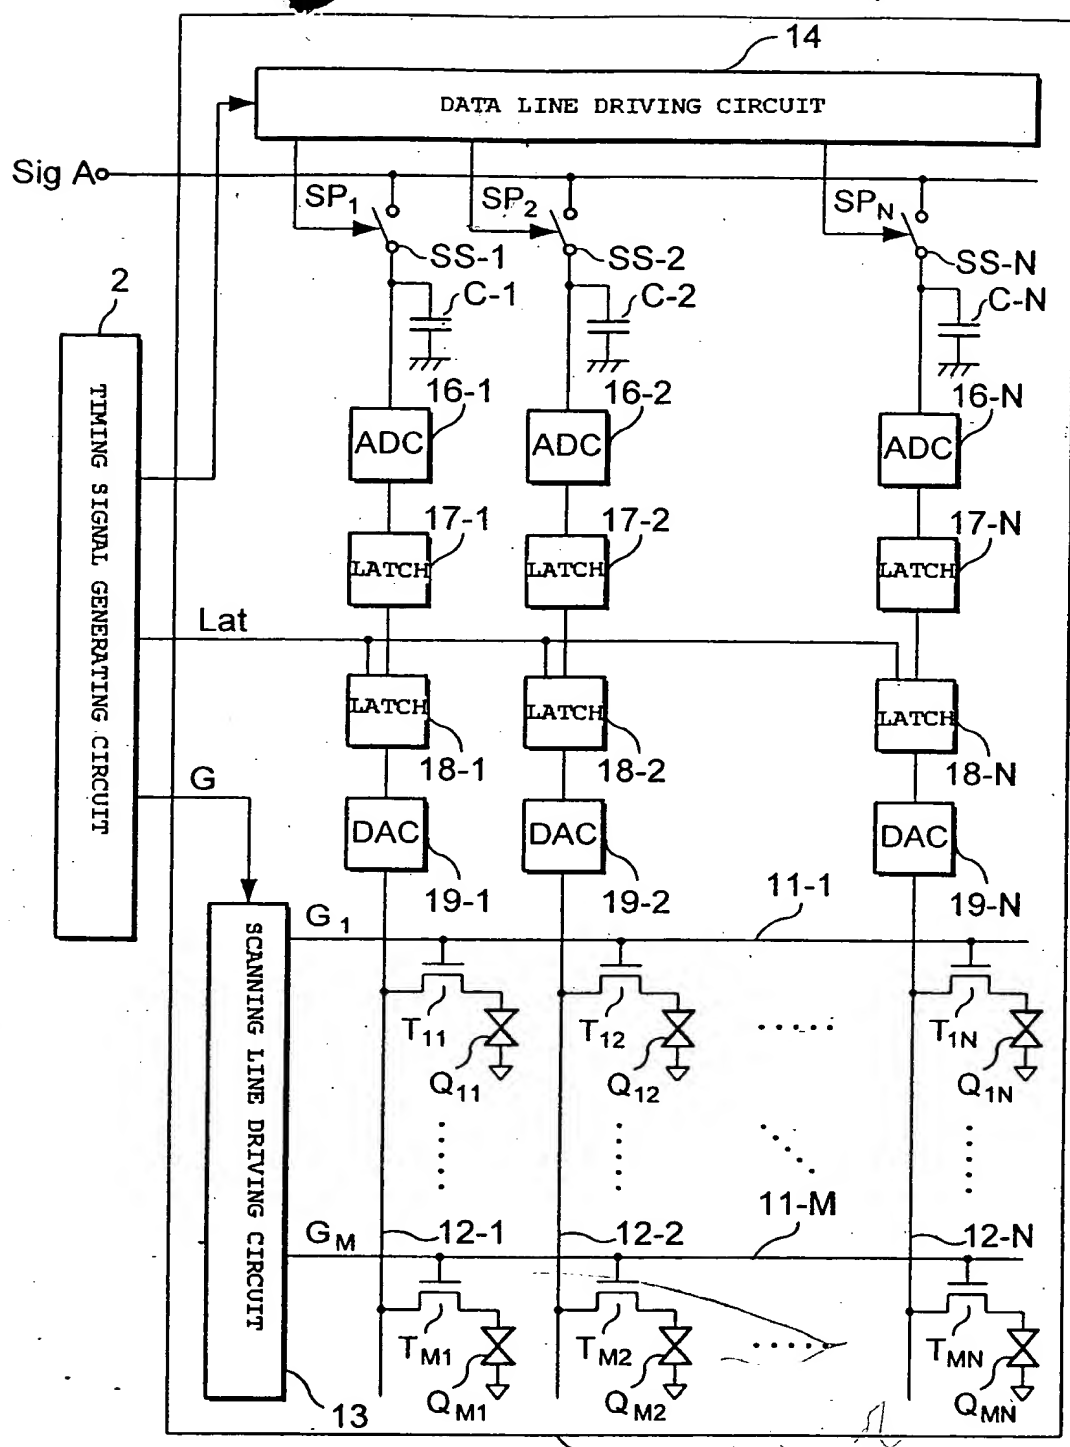 14
DATA LINE DRIVING CIRCUIT
Sig A
SP1 SP2 SPN
SS-1 SS-2 SS-N
2
C-1 C-2 C-N
16-1 16-2 16-N
ADC ADC ADC
17-1 17-2 17-N
LATCH LATCH LATCH
TIMING SIGNAL GENERATING CIRCUIT
Lat
LATCH LATCH LATCH
18-1 18-2 18-N
G
DAC DAC DAC
19-1 19-2 19-N
11-1
G1
T11 T12 T1N
Q11 Q12 Q1N
SCANNING LINE DRIVING CIRCUIT
11-M
GM
12-1 12-2 12-N
TM1 TM2 TMN
QM1 QM2 QMN
13